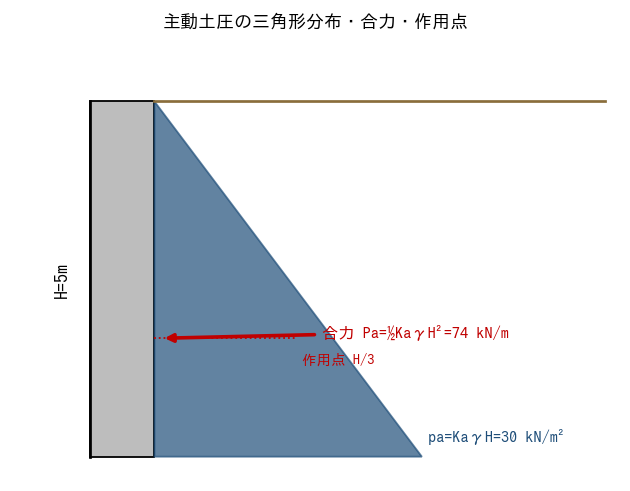 主動土圧の三角形分布・合力・作用点
H=5m
合力 Pa=½KaγH²=74 kN/m
作用点 H/3
pa=KaγH=30 kN/m²